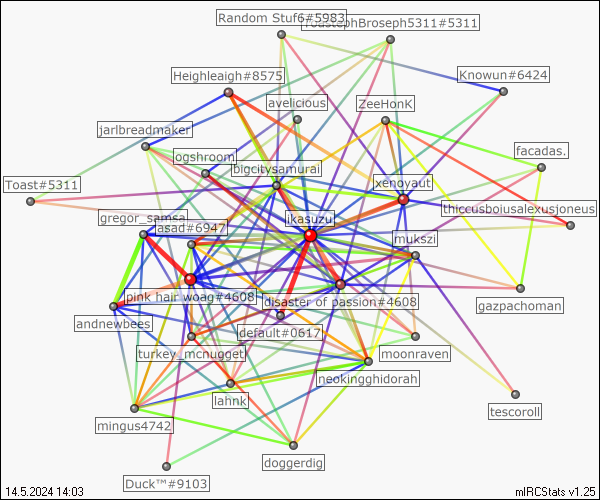 Random Stuf6#5983
ToastephBroseph5311#5311
Heighleaigh#8575
Knowun#6424
avelicious
ZeeHonK
jarlbreadmaker
ogshroom
bigcitysamurai
facadas.
Toast#5311
xenoyaut
thiccusboiusalexusjoneus
gregor_samsa
ikasuzu
asad#6947
mukszi
pink hair woag#4608
disaster of passion#4608
gazpachoman
andnewbees
default#0617
turkey_mcnugget
moonraven
neokingghidorah
lahnk
tescoroll
mingus4742
doggerdig
Duck™#9103
14.5.2024 14:03
mIRCStats v1.25